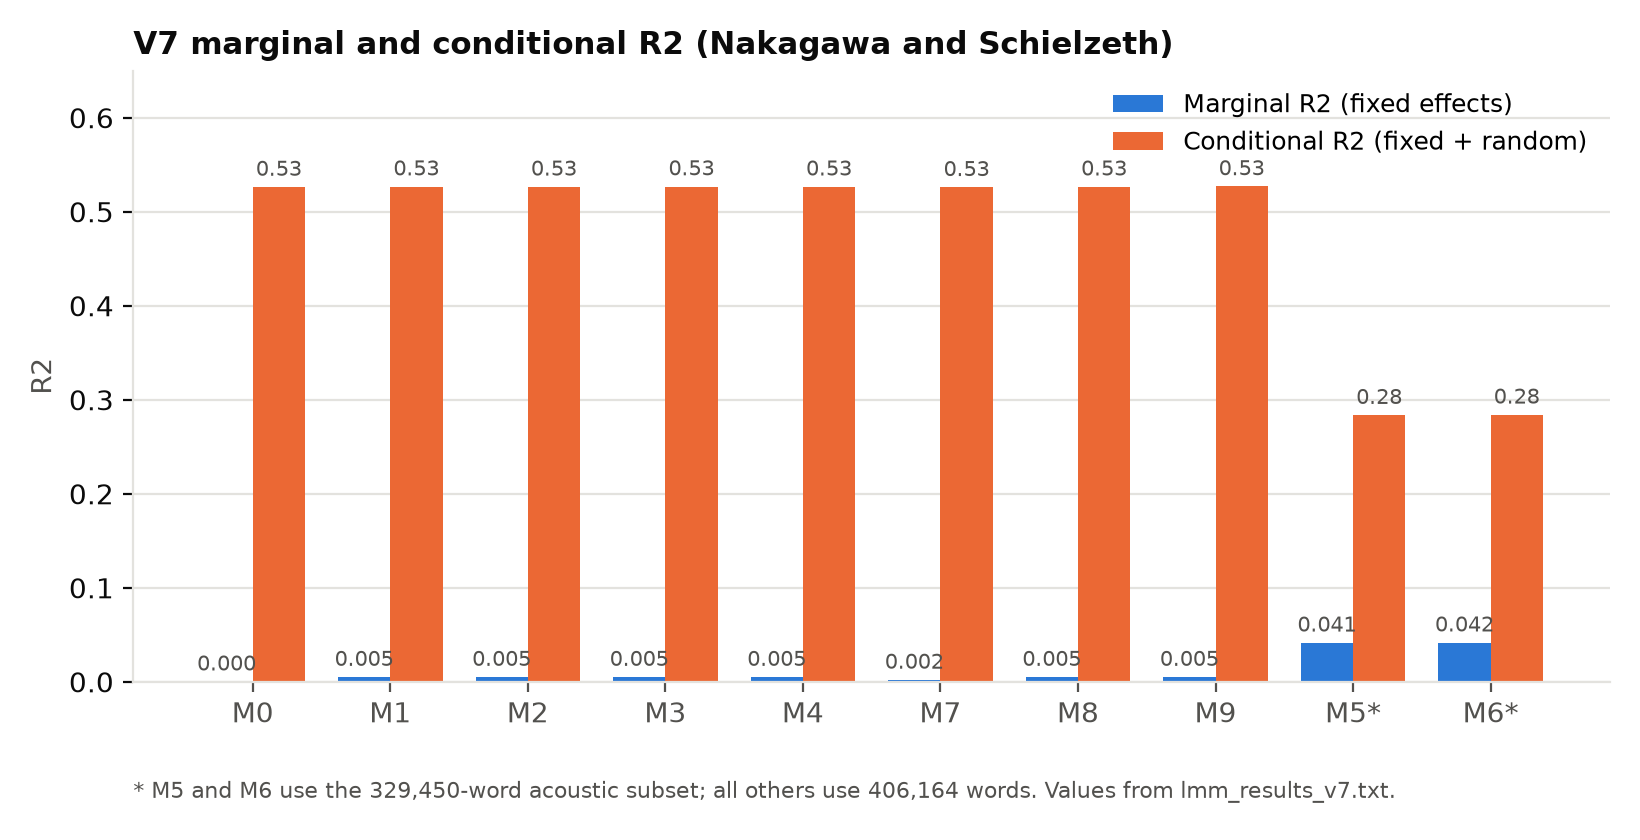 V7 marginal and conditional R2 (Nakagawa and Schielzeth)
Marginal R2 (fixed effects)
Conditional R2 (fixed + random)
R2
0.6
0.5
0.4
0.3
0.2
0.1
0.0
0.53 0.53 0.53 0.53 0.53 0.53 0.53 0.53
0.28 0.28
0.041 0.042
0.000 0.005 0.005 0.005 0.005 0.002 0.005 0.005
M0 M1 M2 M3 M4 M7 M8 M9 M5* M6*
* M5 and M6 use the 329,450-word acoustic subset; all others use 406,164 words. Values from lmm_results_v7.txt.